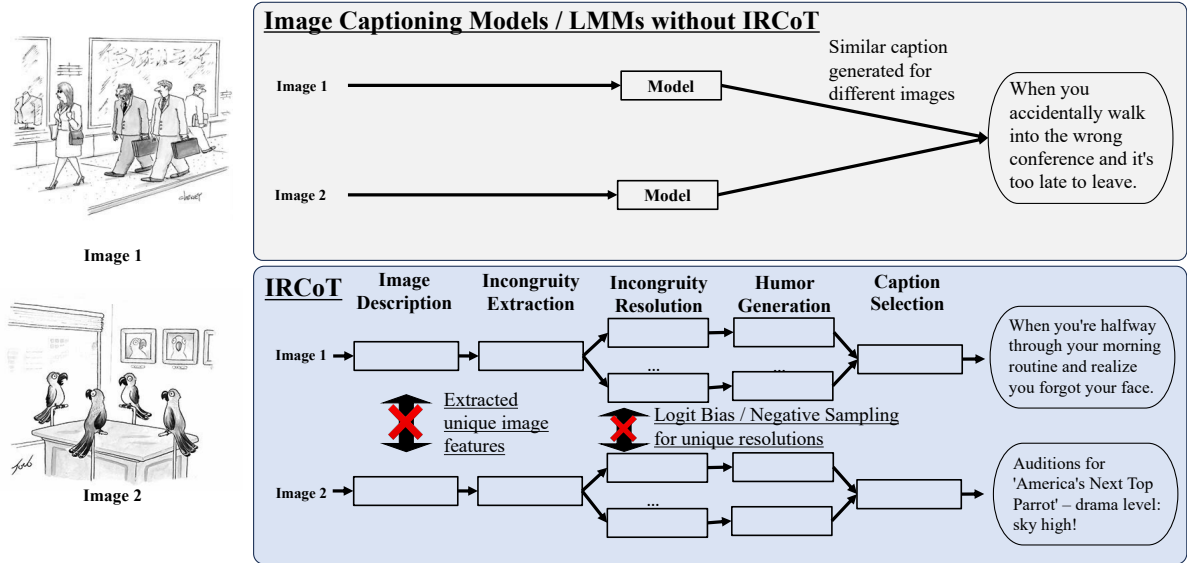 Image 1
Image 2
Image Captioning Models / LMMs without IRCoT
Image 1
Model
Similar caption
generated for
different images
Image 2
Model
When you
accidentally walk
into the wrong
conference and it's
too late to leave.
IRCoT
Image
Description
Incongruity
Extraction
Incongruity
Resolution
Humor
Generation
Caption
Selection
Image 1
...
...
When you're halfway
through your morning
routine and realize
you forgot your face.
Extracted
unique image
features
Logit Bias / Negative Sampling
for unique resolutions
Image 2
...
Auditions for
'America's Next Top
Parrot' – drama level:
sky high!